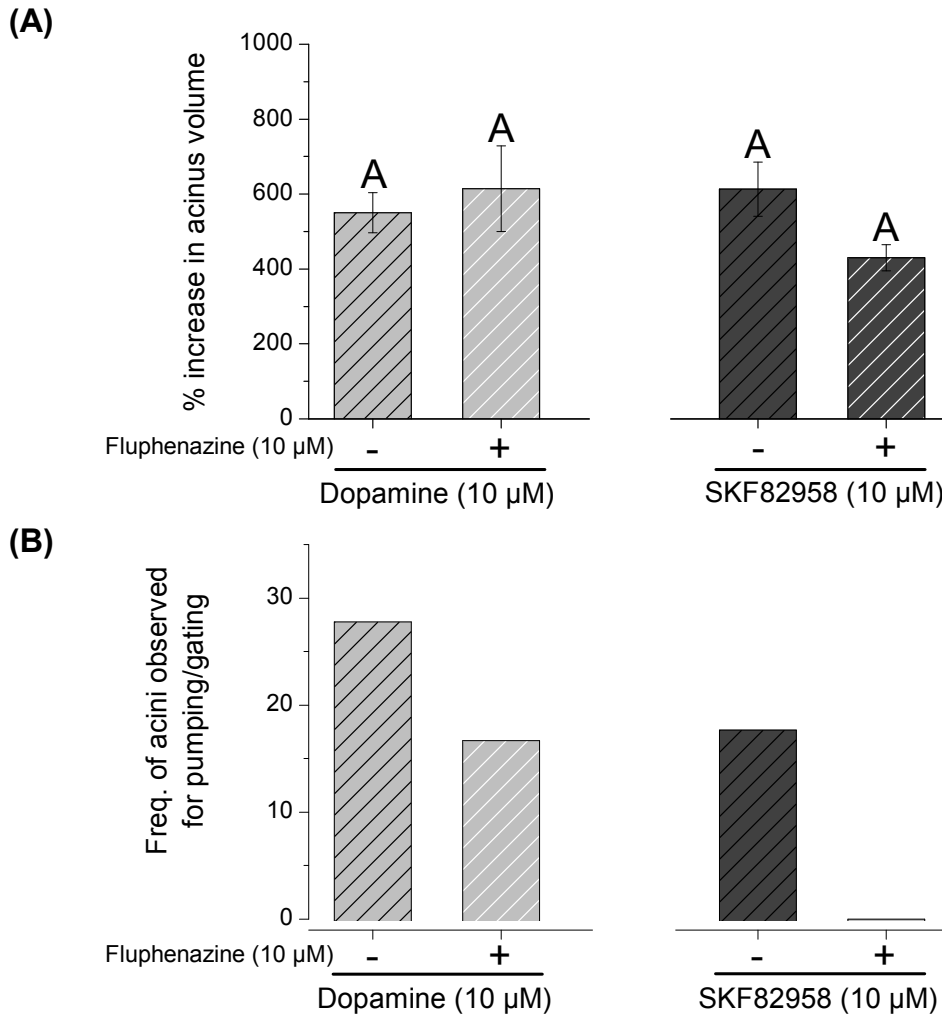 (A)
% increase in acinus volume
1000
800
600
400
200
0
A
A
A
A
Fluphenazine (10 µM)
-
+
-
+
Dopamine (10 µM)
SKF82958 (10 µM)
(B)
Freq. of acini observed
for pumping/gating
30
20
10
0
Fluphenazine (10 µM)
-
+
-
+
Dopamine (10 µM)
SKF82958 (10 µM)